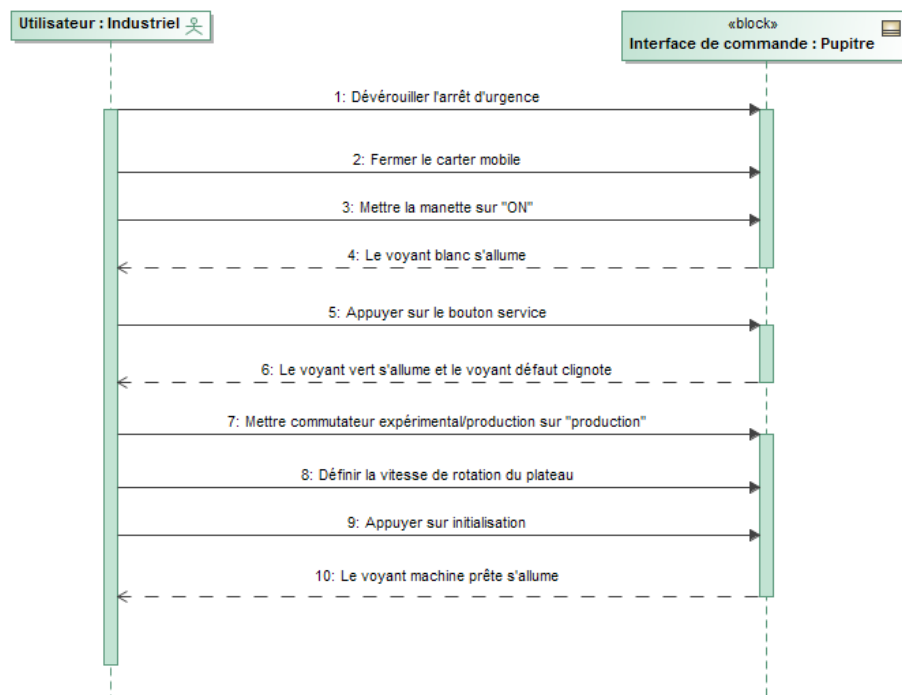 Utilisateur : Industriel
«block»
Interface de commande : Pupitre
1: Dévérouiller l'arrêt d'urgence
2: Fermer le carter mobile
3: Mettre la manette sur "ON"
4: Le voyant blanc s'allume
5: Appuyer sur le bouton service
6: Le voyant vert s'allume et le voyant défaut clignote
7: Mettre commutateur expérimental/production sur "production"
8: Définir la vitesse de rotation du plateau
9: Appuyer sur initialisation
10: Le voyant machine prête s'allume